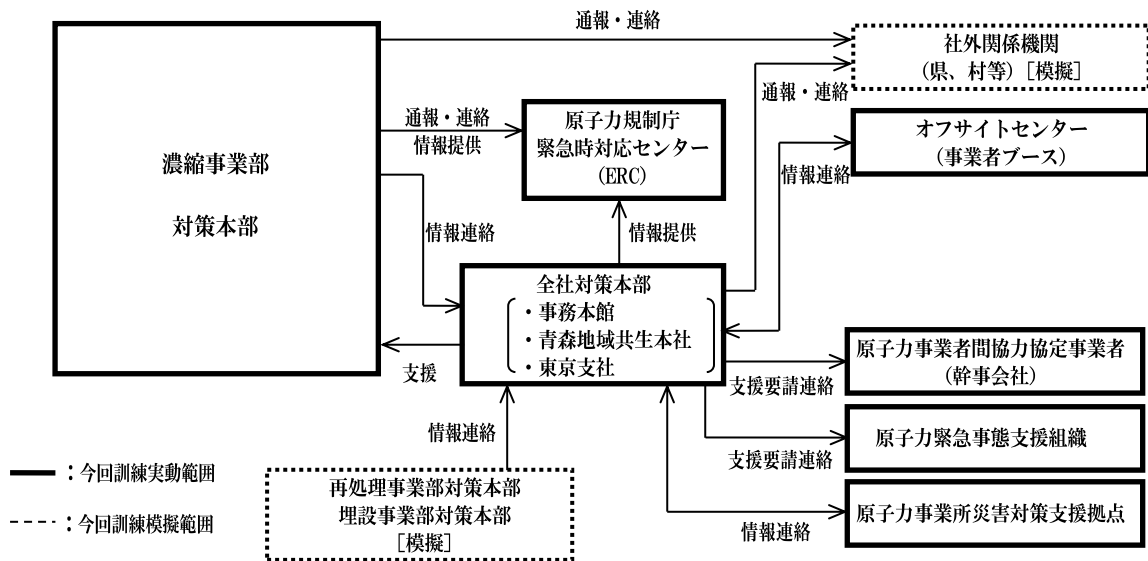 通報・連絡
社外関係機関
（県、村等）［模擬］
通報・連絡
通報・連絡
情報提供
原子力規制庁
緊急時対応センター
（ERC）
オフサイトセンター
（事業者ブース）
濃縮事業部
対策本部
情報連絡
情報連絡
情報提供
全社対策本部
・事務本館
・青森地域共生本社
・東京支社
支援
原子力事業者間協力協定事業者
（幹事会社）
支援要請連絡
情報連絡
原子力緊急事態支援組織
支援要請連絡
：今回訓練実動範囲
再処理事業部対策本部
埋設事業部対策本部
［模擬］
原子力事業所災害対策支援拠点
情報連絡
：今回訓練模擬範囲